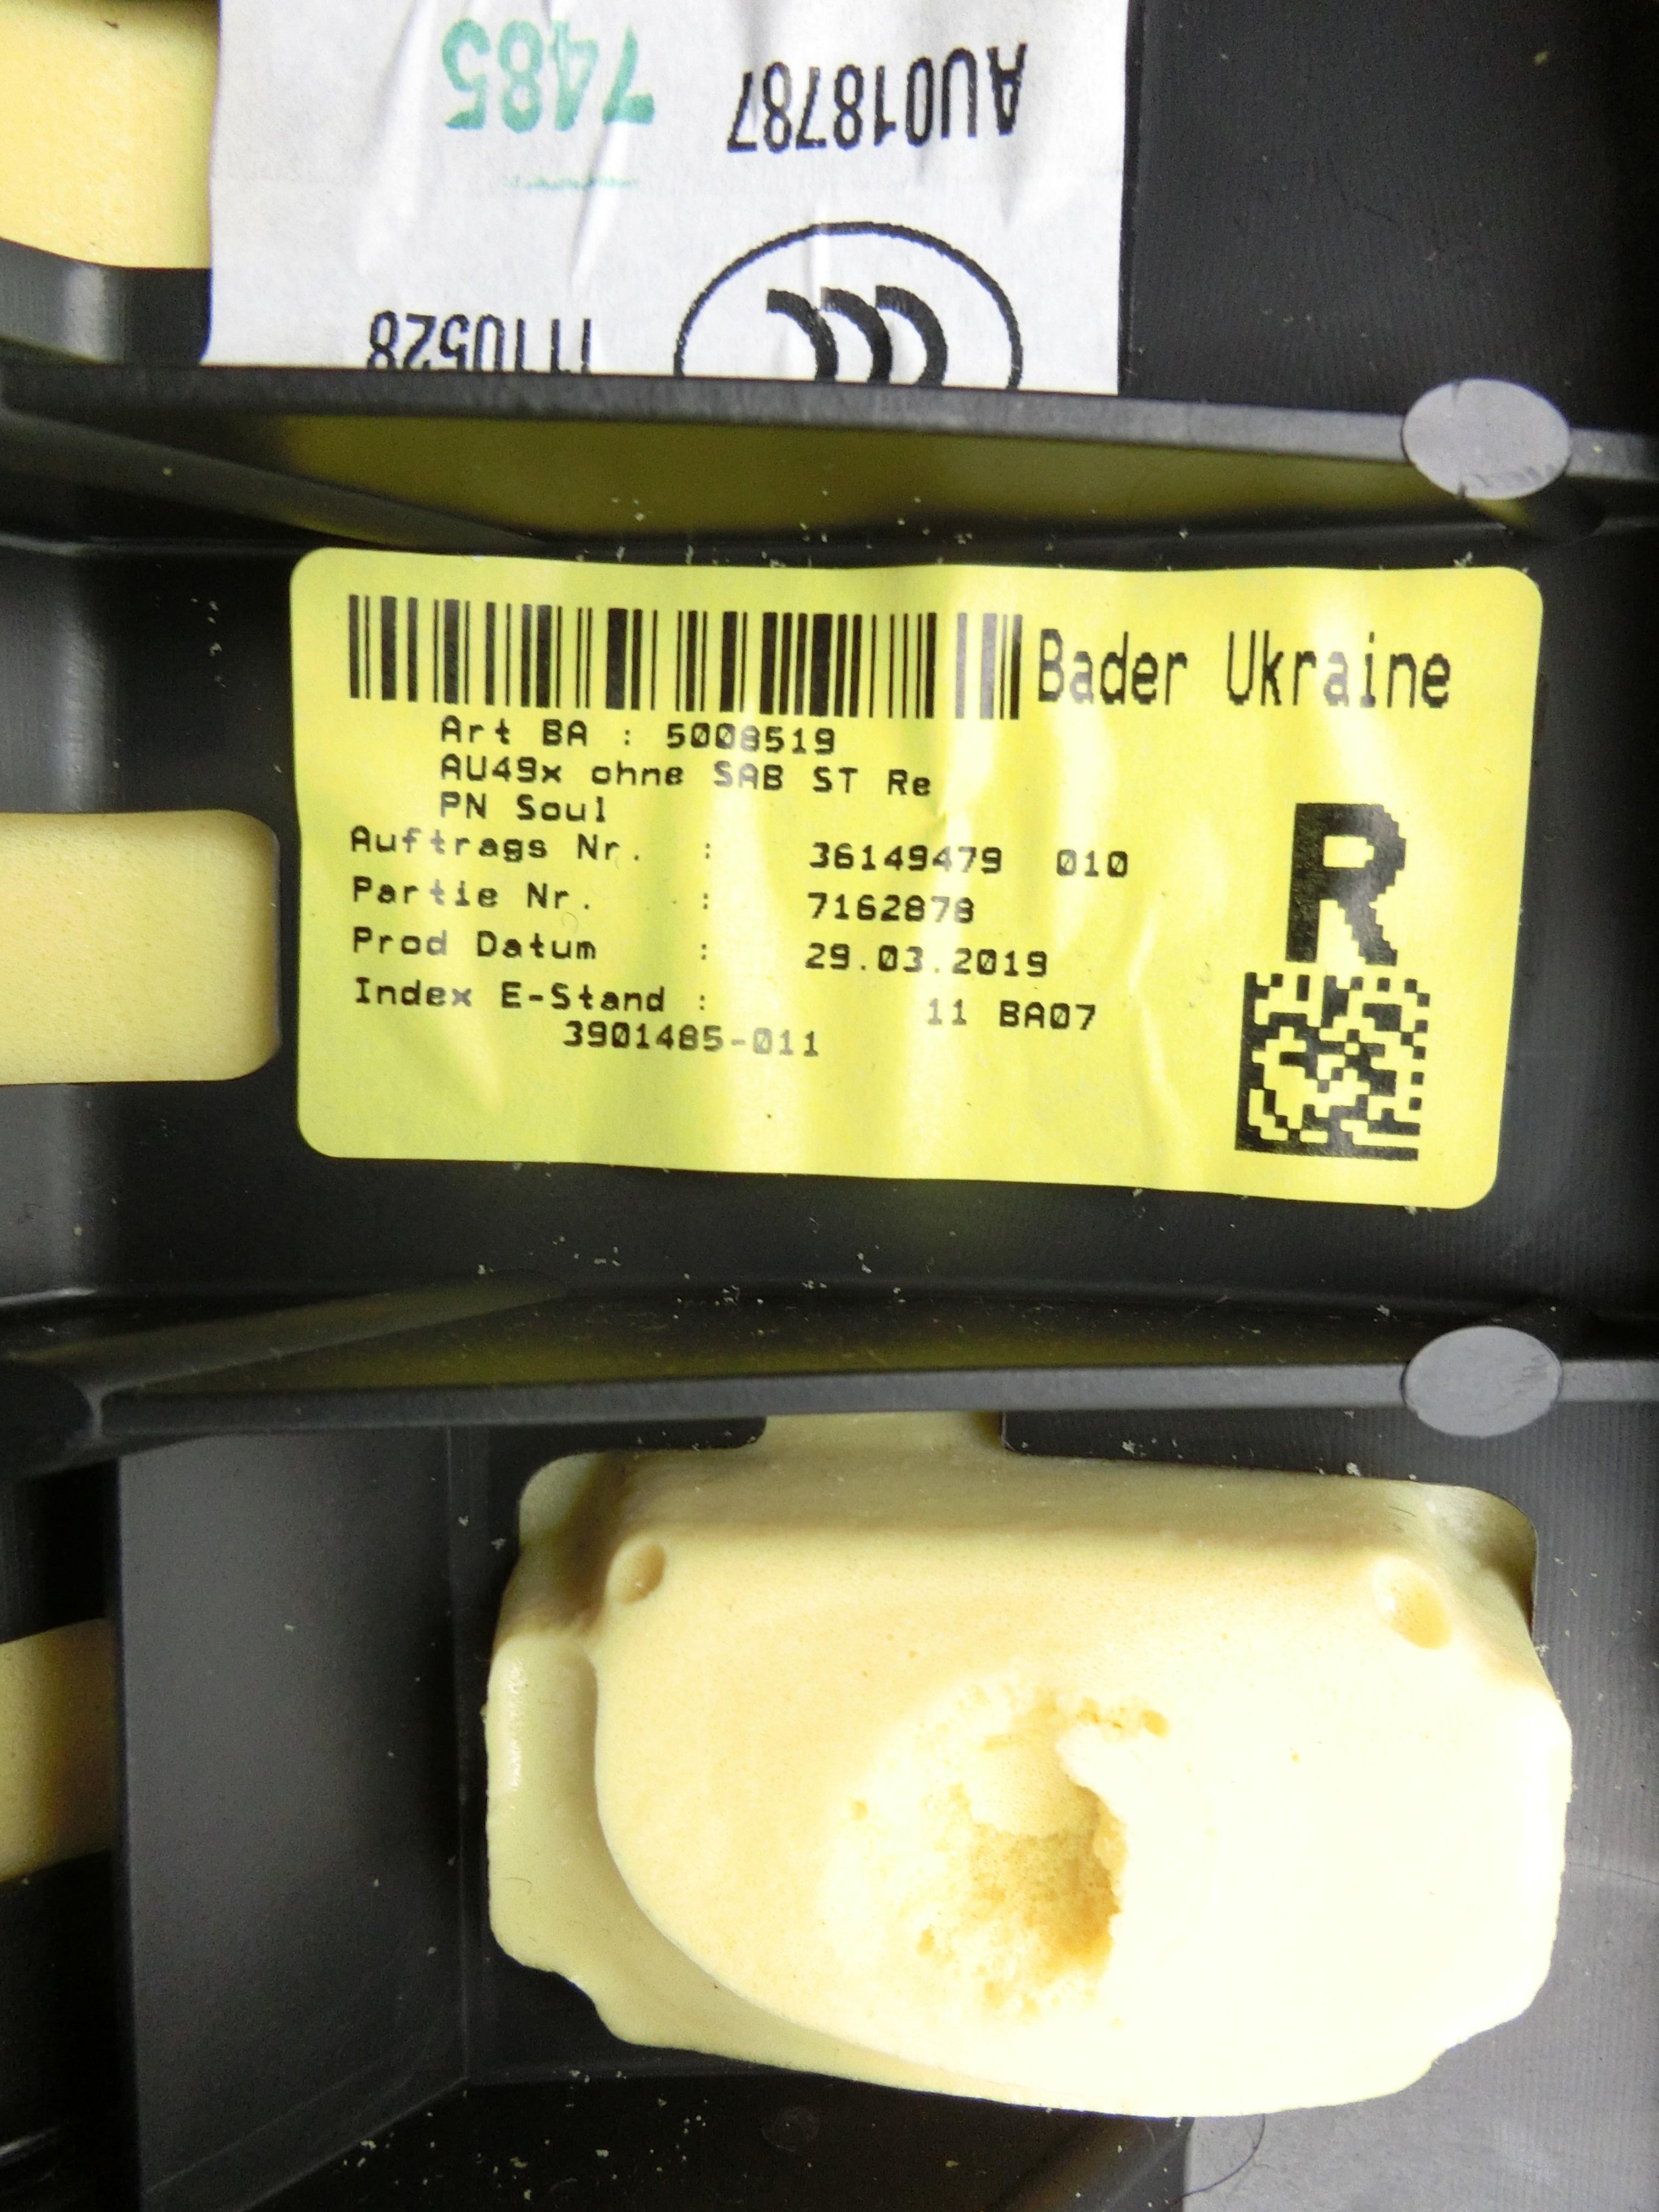 7485
AU018787
1110528
Bader Ukraine
Art BA : 5008519
AU49x ohne SAB ST Re
PN Soul
Auftrags Nr. : 36149479 010
Partie Nr. : 7162878
Prod Datum : 29.03.2019
Index E-Stand : 11 BA07
3901485-011
R